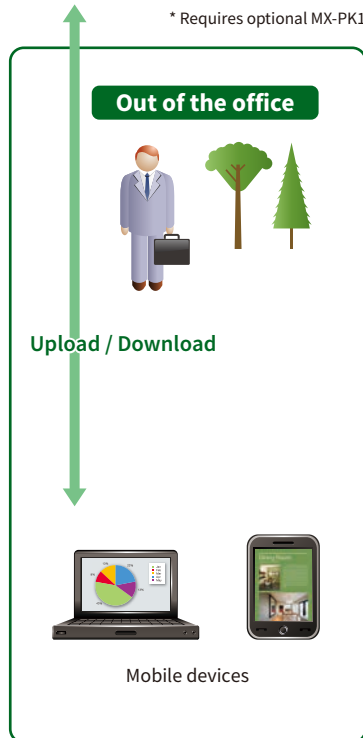 * Requires optional MX-PK1
Out of the office
Upload / Download
Mobile devices